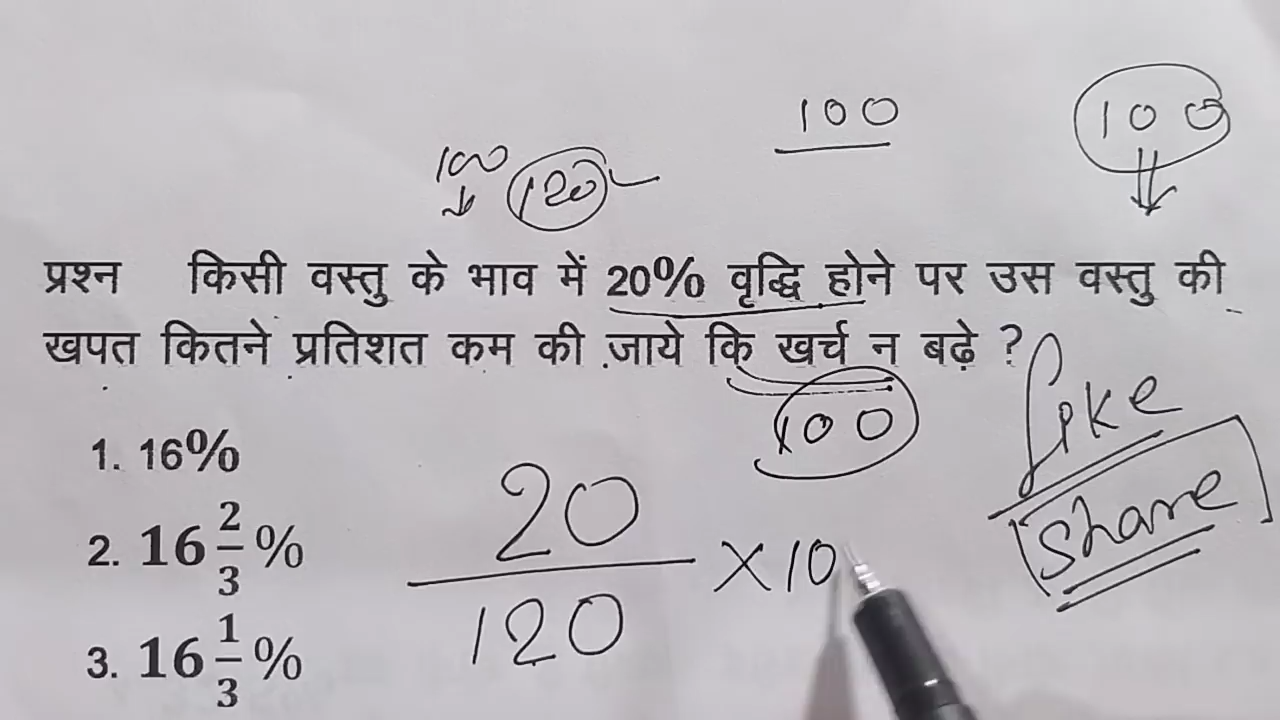 100
100
100
120
प्रश्न किसी वस्तु के भाव में 20% वृद्धि होने पर उस वस्तु की
खपत कितने प्रतिशत कम की जाये कि खर्च न बढ़े ?
100
Like
Share
1. 16%
2. 16 2/3 %
3. 16 1/3 %
20
120
× 10